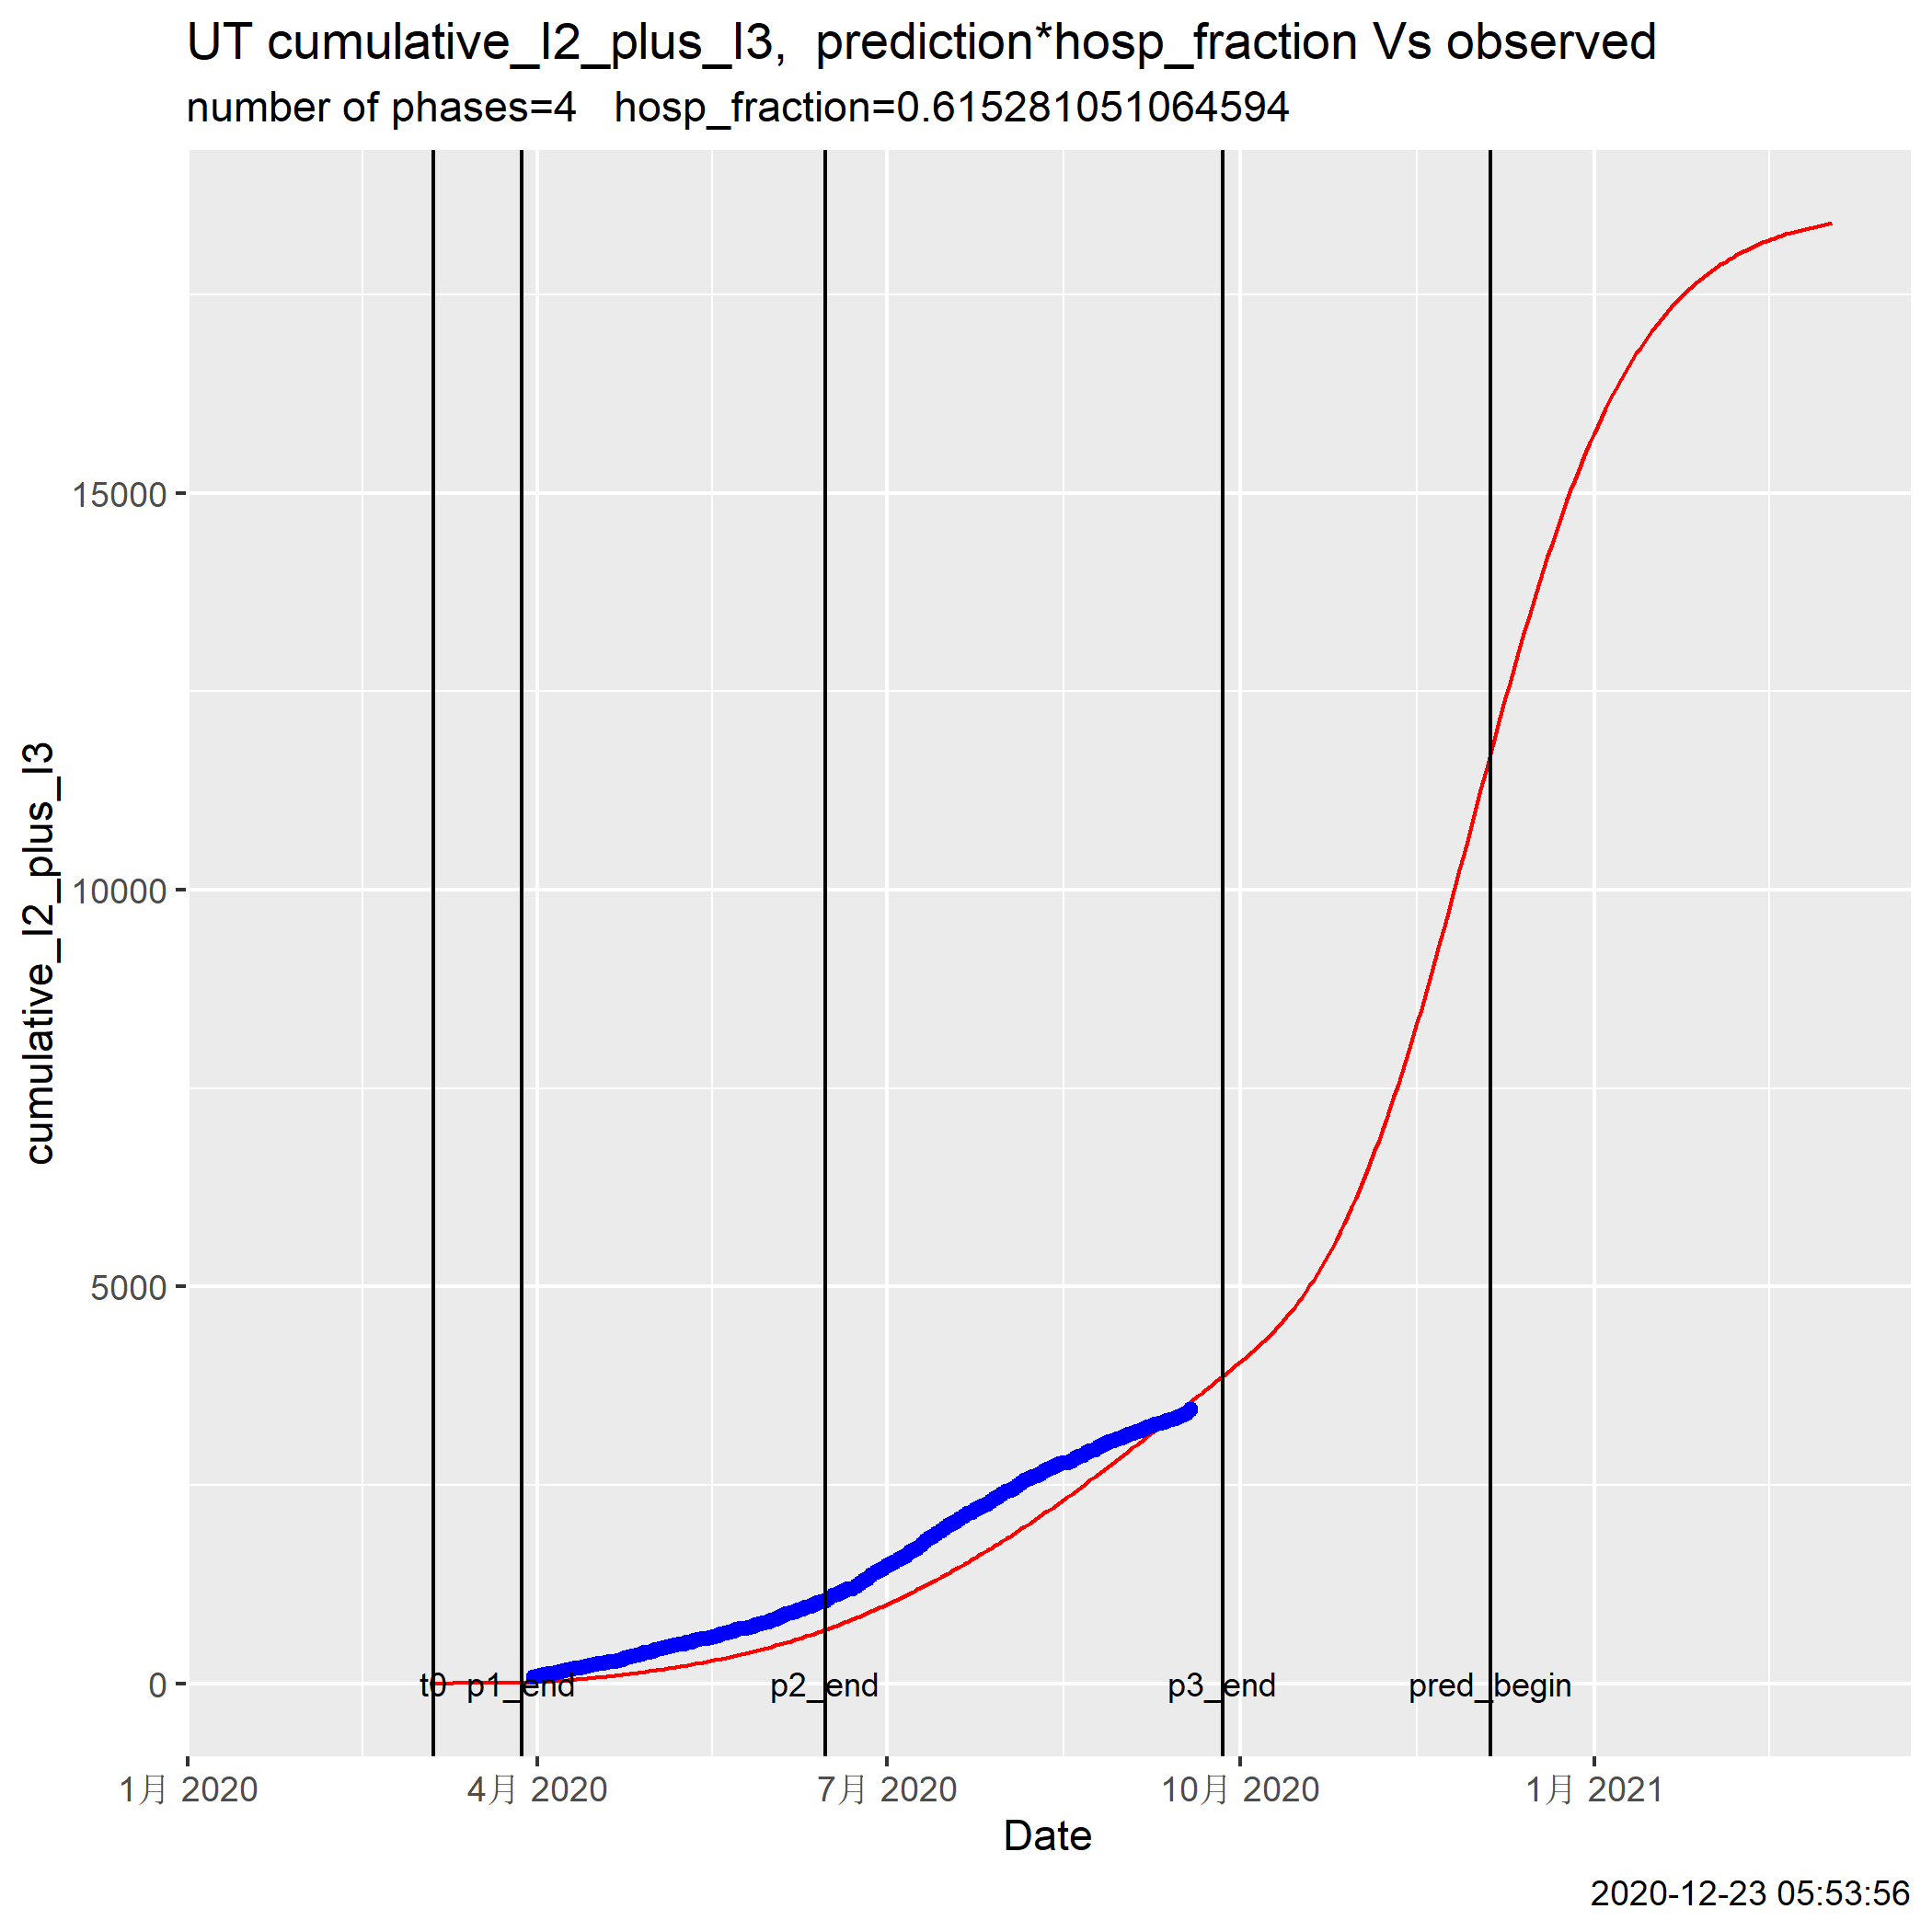 UT cumulative_I2_plus_I3,  prediction*hosp_fraction Vs observed
number of phases=4   hosp_fraction=0.615281051064594
cumulative_I2_plus_I3
15000
10000
5000
0
t0 p1_end p2_end p3_end pred_begin
1月 2020 4月 2020 7月 2020 10月 2020 1月 2021
Date
2020-12-23 05:53:56